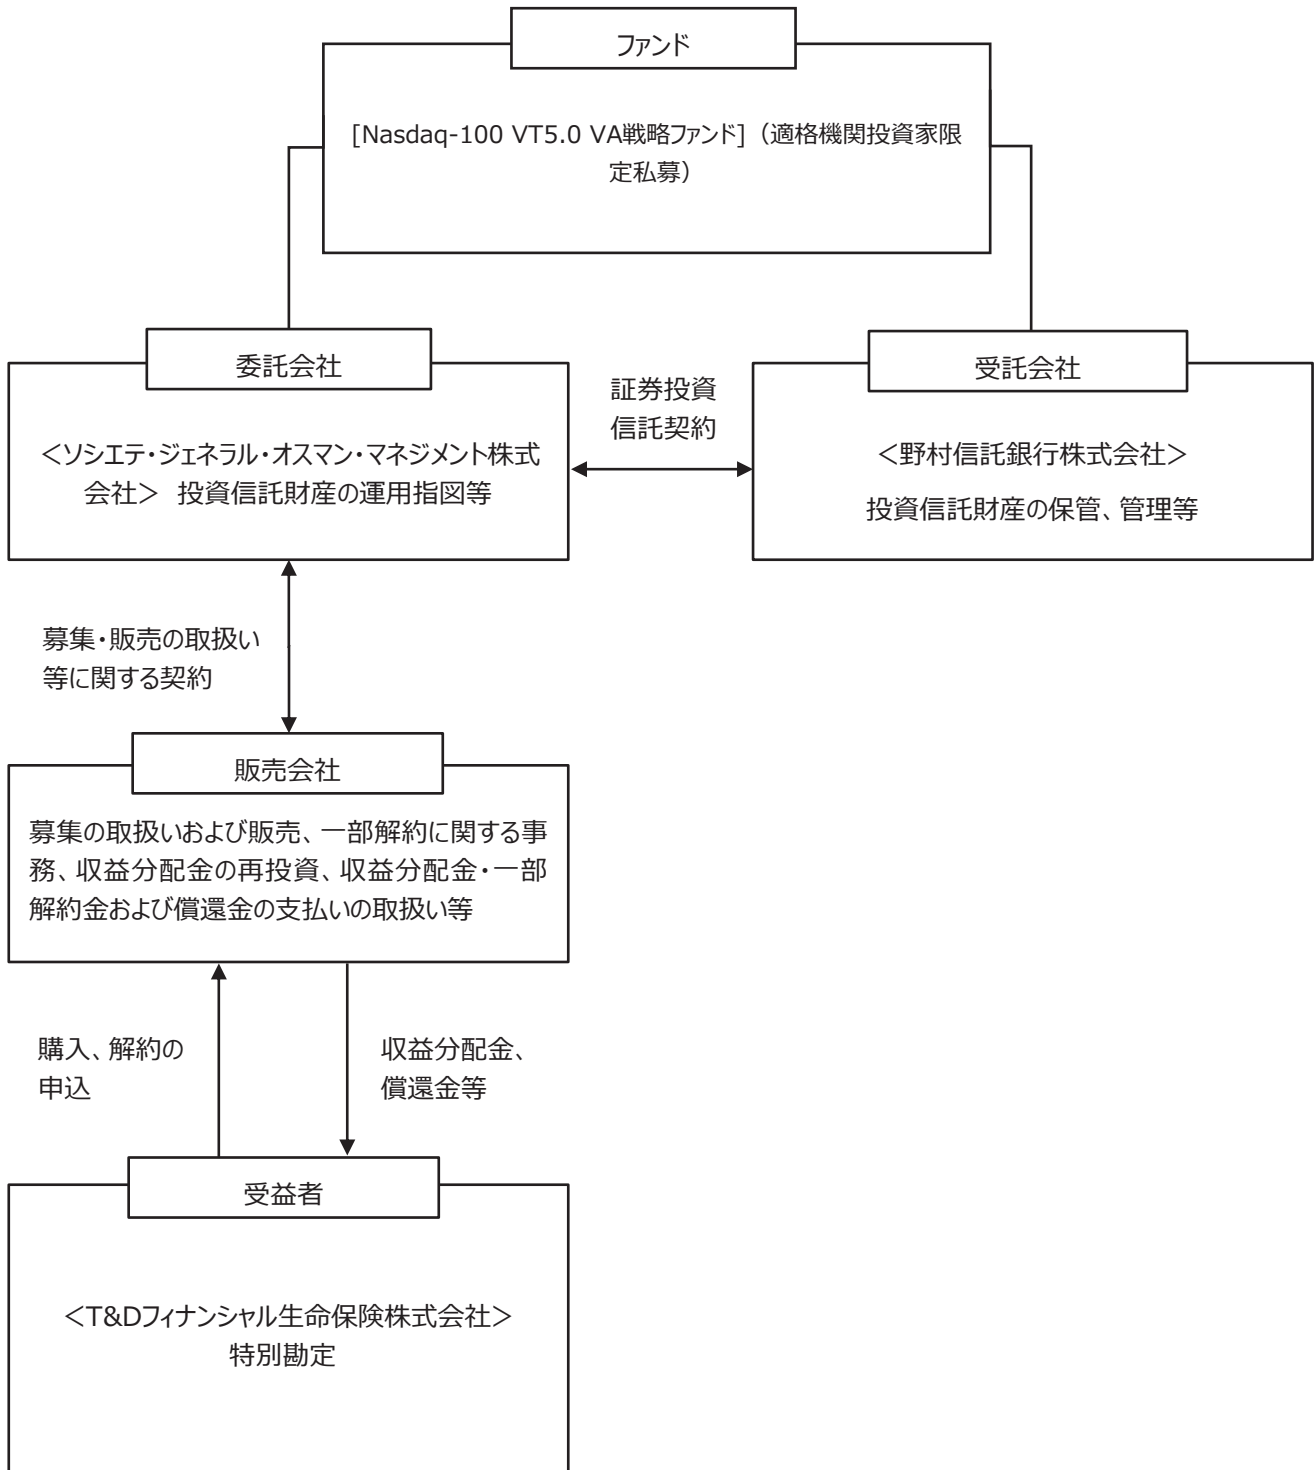 ファンド
[Nasdaq-100 VT5.0 VA戦略ファンド]（適格機関投資家限
定私募）
委託会社
＜ソシエテ・ジェネラル・オスマン・マネジメント株式
会社＞ 投資信託財産の運用指図等
証券投資
信託契約
受託会社
＜野村信託銀行株式会社＞
投資信託財産の保管、管理等
募集・販売の取扱い
等に関する契約
販売会社
募集の取扱いおよび販売、一部解約に関する事
務、収益分配金の再投資、収益分配金・一部
解約金および償還金の支払いの取扱い等
購入、解約の
申込
収益分配金、
償還金等
受益者
＜T&Dフィナンシャル生命保険株式会社＞
特別勘定